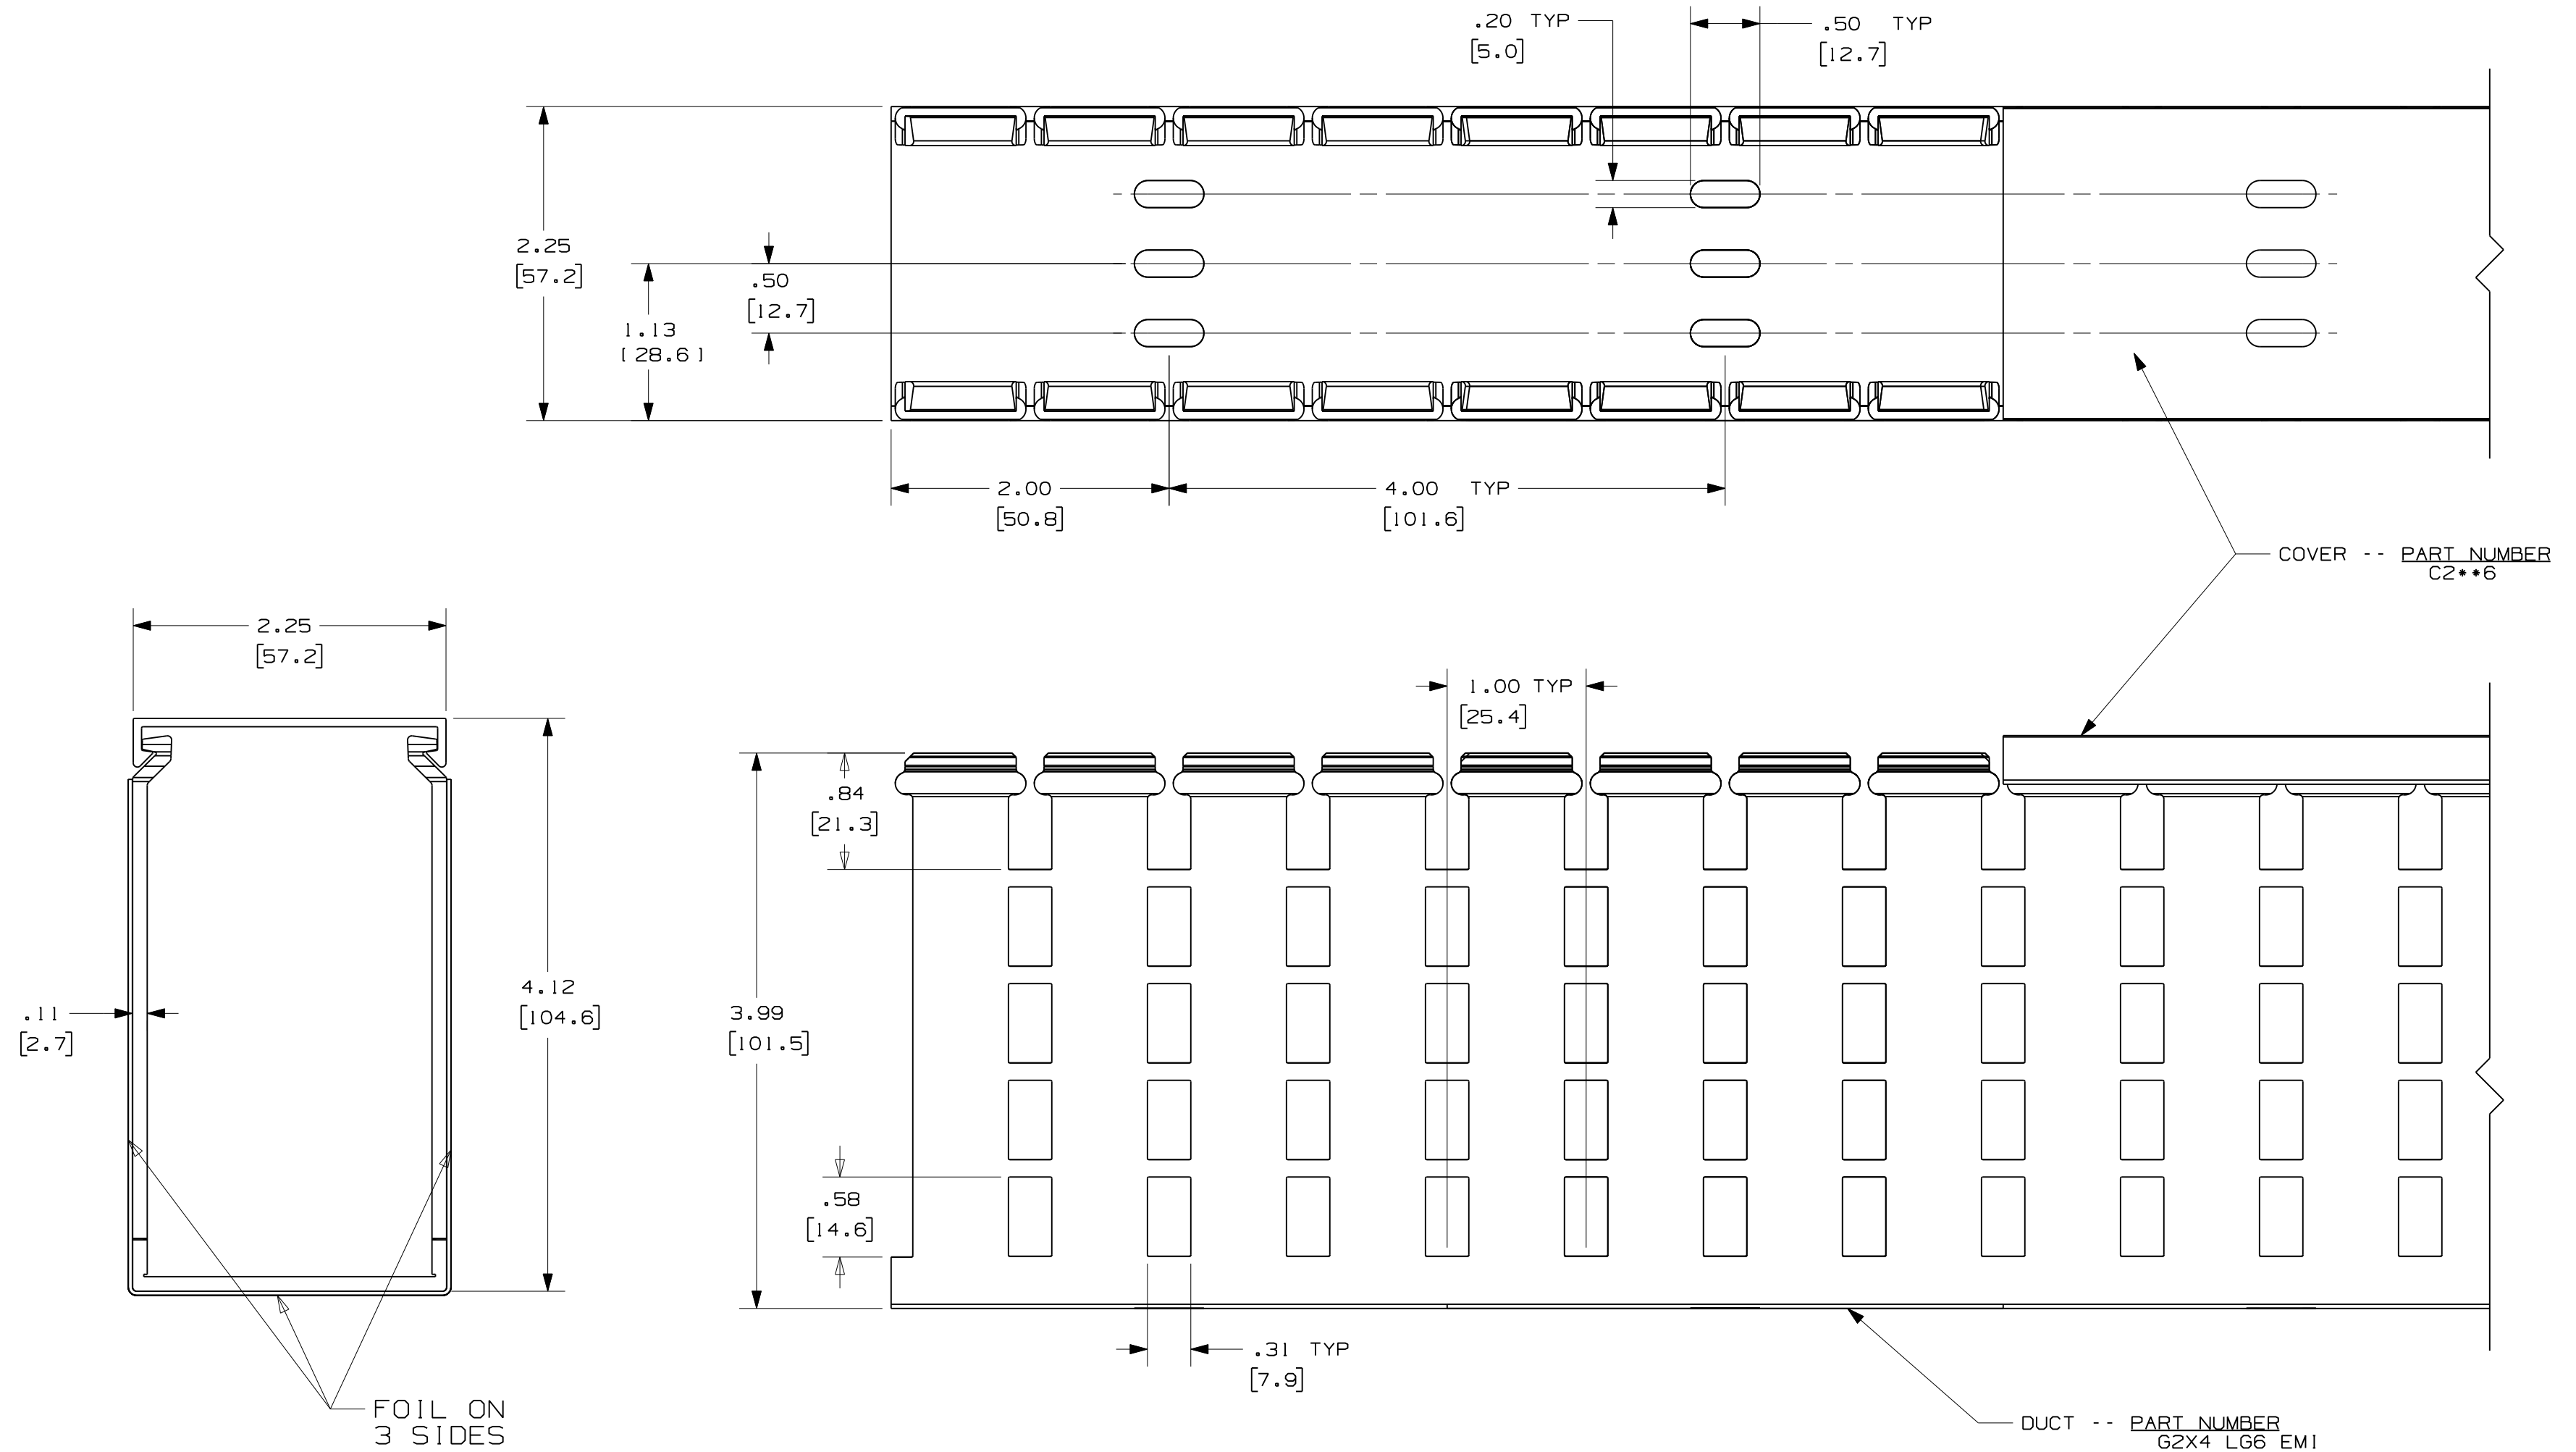 .20 TYP
[5.0]
.50 TYP
[12.7]
2.25
[57.2]
.50
[12.7]
1.13
[28.6]
2.00
[50.8]
4.00 TYP
[101.6]
COVER -- PART NUMBER
C2**6
2.25
[57.2]
1.00 TYP
[25.4]
.84
[21.3]
4.12
[104.6]
.11
[2.7]
3.99
[101.5]
.58
[14.6]
.31 TYP
[7.9]
FOIL ON
3 SIDES
DUCT -- PART NUMBER
G2X4 LG6 EMI